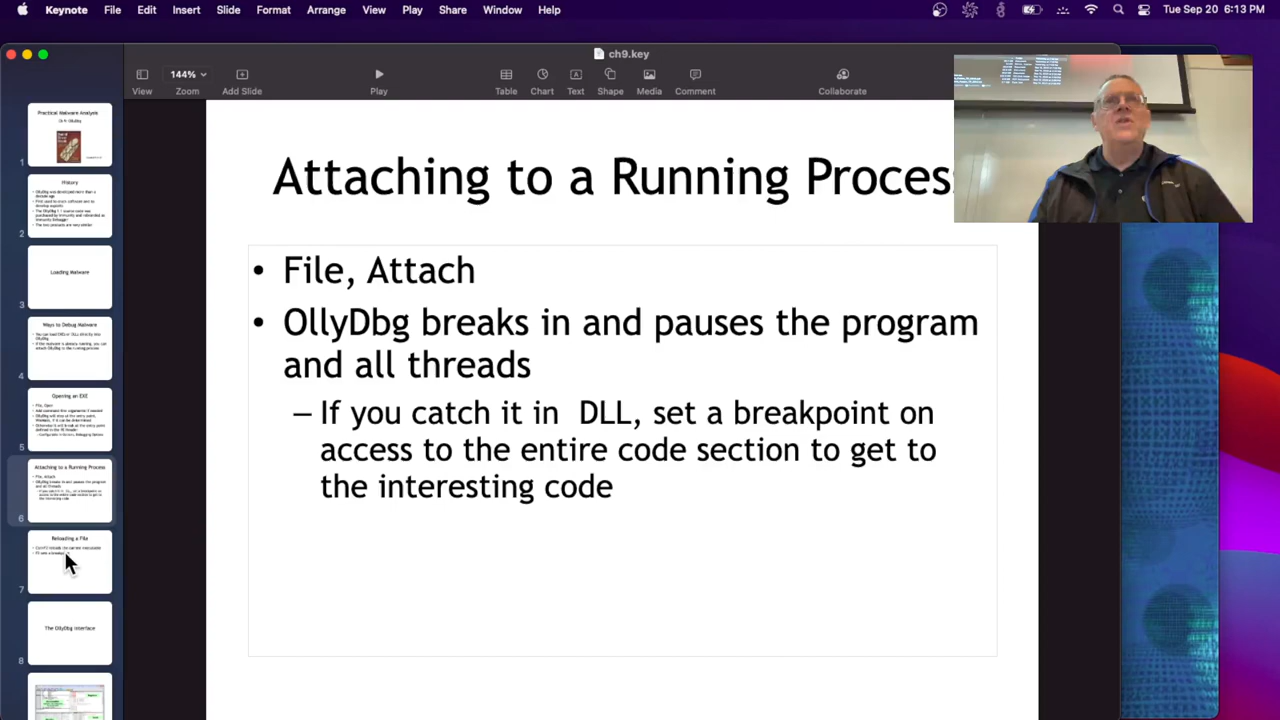 Keynote File Edit Insert Slide Format Arrange View Play Share Window Help Tue Sep 20 6:13 PM
ch9.key
144%
View Zoom Add Slide Play Table Chart Text Shape Media Comment Collaborate
Practical Malware Analysis
Ch 9: OllyDbg
1
History
2
Loading Malware
3
Ways to Debug Malware
4
Opening an EXE
5
Attaching to a Running Process
6
Reloading a File
7
The OllyDbg Interface
8
Attaching to a Running Process
• File, Attach
• OllyDbg breaks in and pauses the program
and all threads
– If you catch it in DLL, set a breakpoint on
access to the entire code section to get to
the interesting code